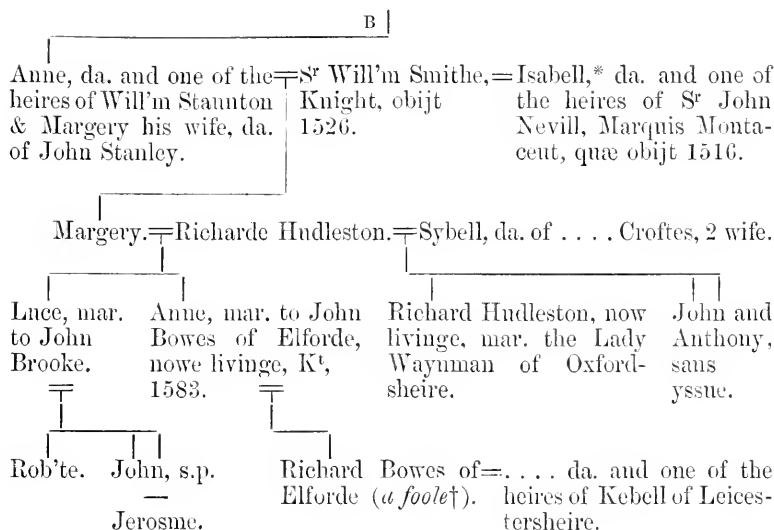 B
Anne, da. and one of the heires of Will'm Staunton & Margery his wife, da. of John Stanley.
Sʳ Will'm Smithe, Knight, obijt 1526.
Isabell,* da. and one of the heires of Sʳ John Nevill, Marquis Montacent, quæ obijt 1516.
Margery. = Richarde Hudleston. = Sybell, da. of . . . . Croftes, 2 wife.
Luce, mar. to John Brooke.
Anne, mar. to John Bowes of Elforde, nowe livinge, Kᵗ, 1583.
Richard Hudleston, now livinge, mar. the Lady Waynman of Oxfordsheire.
John and Anthony, sans yssue.
Rob'te.
John, s.p.
—
Jerosme.
Richard Bowes of Elforde (a foole†).
= . . . . da. and one of the heires of Kebell of Leicestersheire.